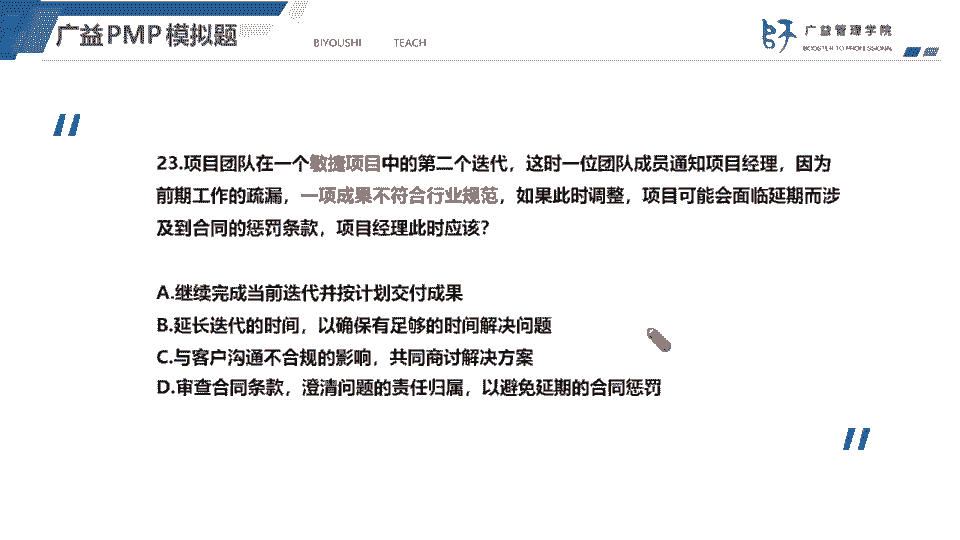 广益PMP模拟题
BIYOUSHI TEACH
广益管理学院
BOOSTER TO PROFESSIONAL
23.项目团队在一个敏捷项目中的第二个迭代，这时一位团队成员通知项目经理，因为
前期工作的疏漏，一项成果不符合行业规范，如果此时调整，项目可能会面临延期而涉
及到合同的惩罚条款，项目经理此时应该？
A.继续完成当前迭代并按计划交付成果
B.延长迭代的时间，以确保有足够的时间解决问题
C.与客户沟通不合规的影响，共同商讨解决方案
D.审查合同条款，澄清问题的责任归属，以避免延期的合同惩罚